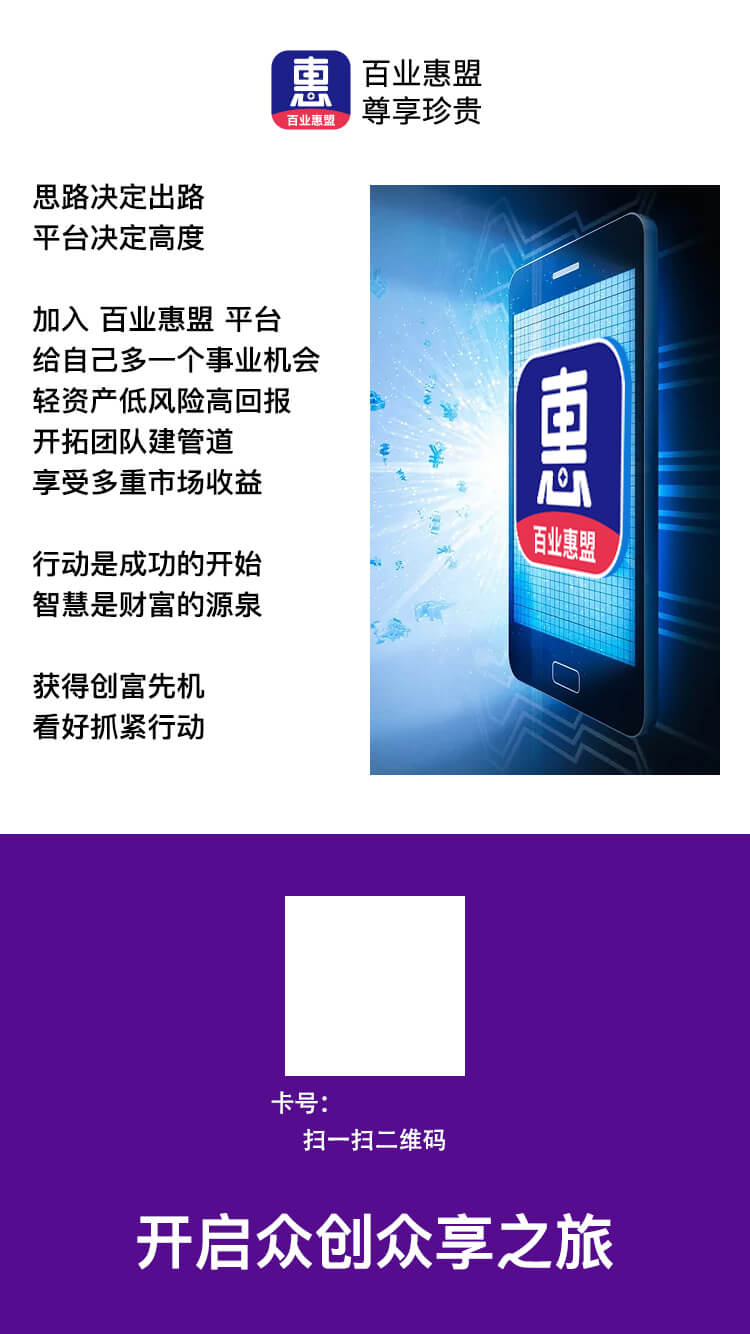 惠
百业惠盟
百业惠盟
尊享珍贵
思路决定出路
平台决定高度
加入 百业惠盟 平台
给自己多一个事业机会
轻资产低风险高回报
开拓团队建管道
享受多重市场收益
行动是成功的开始
智慧是财富的源泉
获得创富先机
看好抓紧行动
惠
百业惠盟
卡号：
扫一扫二维码
开启众创众享之旅